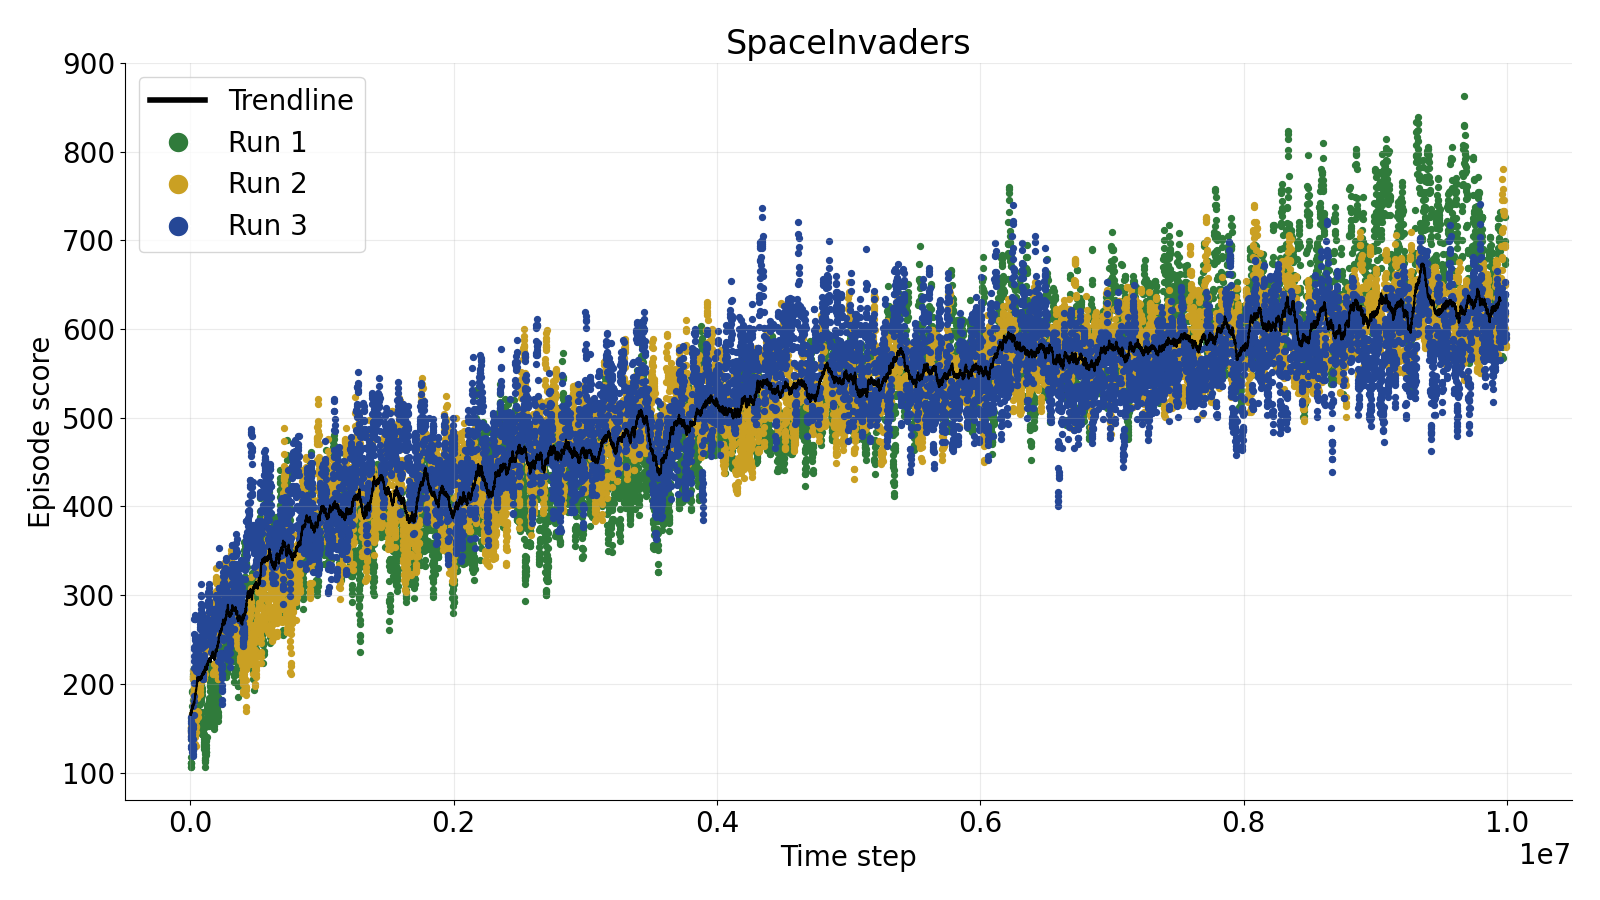 SpaceInvaders
900
800
700
600
500
400
300
200
100
Episode score
Trendline
Run 1
Run 2
Run 3
0.0 0.2 0.4 0.6 0.8 1.0
Time step
1e7